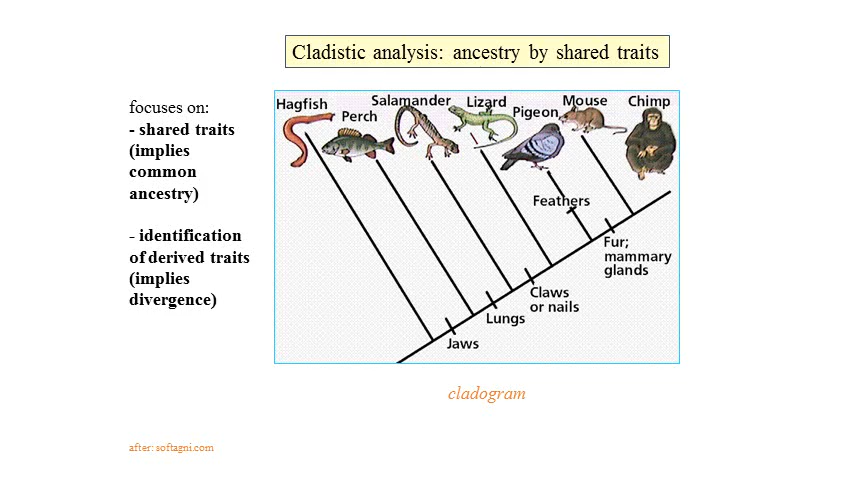 Cladistic analysis: ancestry by shared traits
focuses on:
- shared traits
(implies
common
ancestry)
- identification
of derived traits
(implies
divergence)
Hagfish
Perch
Salamander
Lizard
Pigeon
Mouse
Chimp
Feathers
Fur;
mammary
glands
Claws
or nails
Lungs
Jaws
cladogram
after: softagni.com